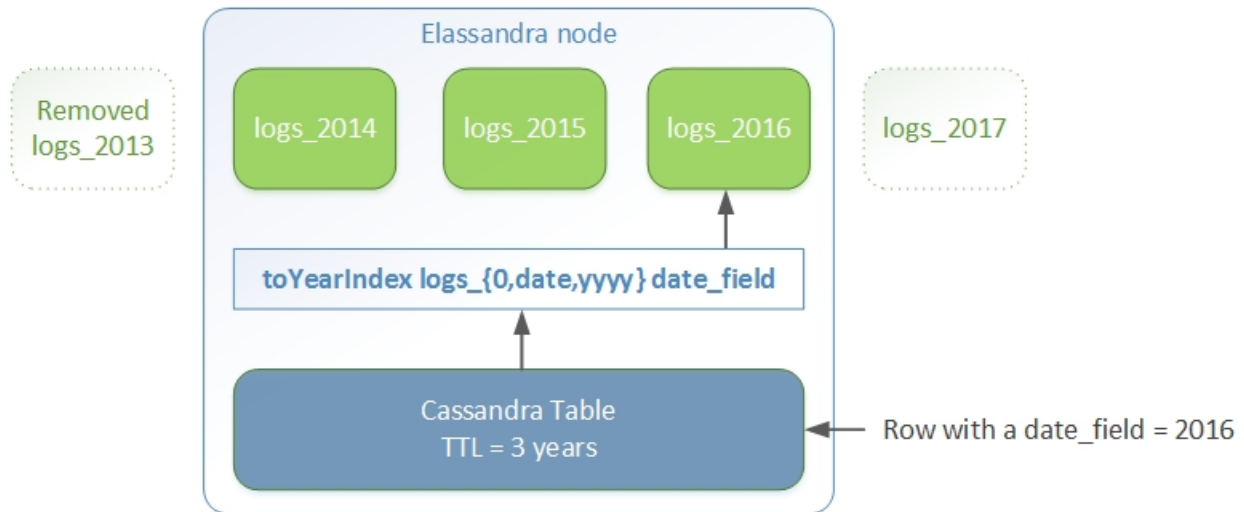 Elassandra node
Removed
logs_2013
logs_2014
logs_2015
logs_2016
logs_2017
toYearIndex logs_{0,date,yyyy} date_field
Cassandra Table
TTL = 3 years
Row with a date_field = 2016